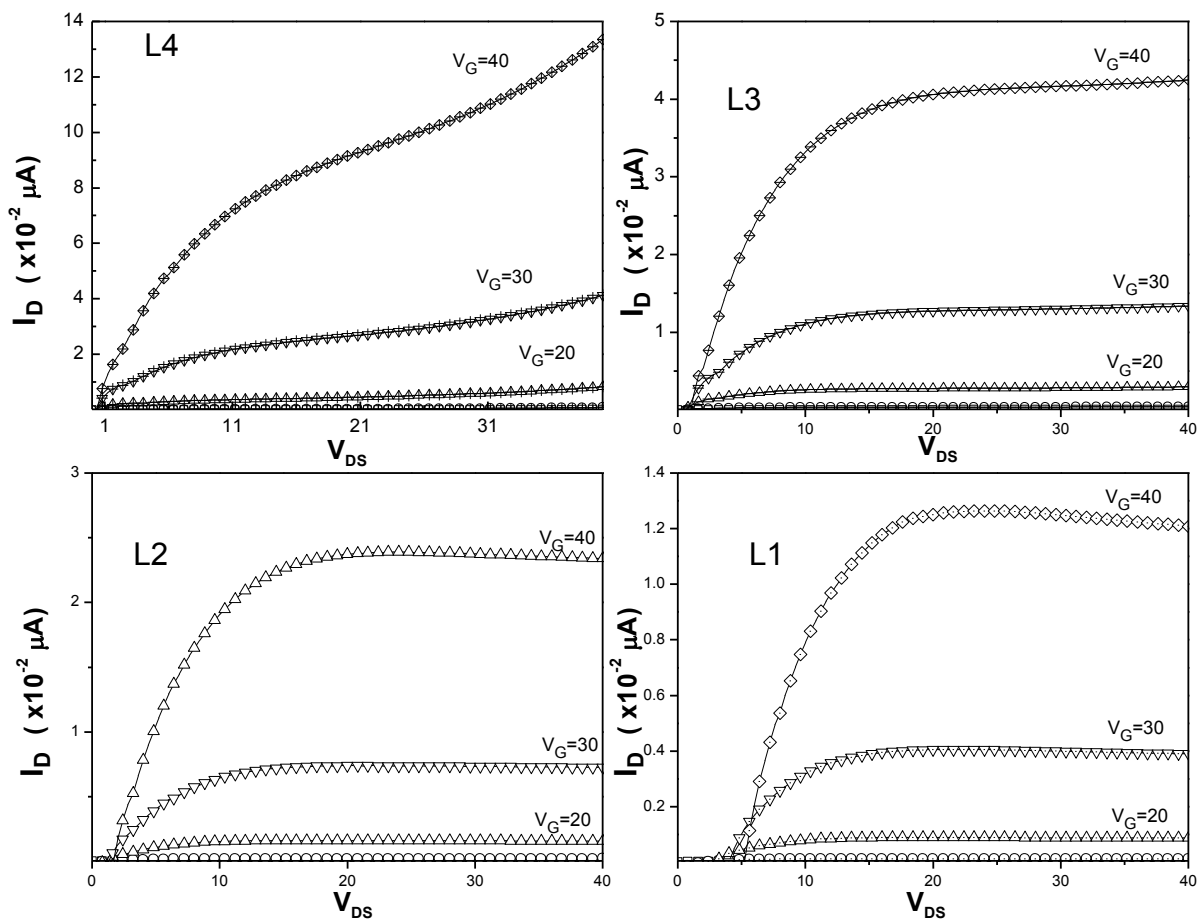 L4
I_D ( x10⁻² μA)
14
12
10
8
6
4
2
V_G=40
V_G=30
V_G=20
1 11 21 31
V_DS
L3
I_D ( x10⁻² μA)
5
4
3
2
1
0
V_G=40
V_G=30
V_G=20
0 10 20 30 40
V_DS
L2
I_D ( x10⁻² μA)
3
2
1
V_G=40
V_G=30
V_G=20
0 10 20 30 40
V_DS
L1
I_D ( x10⁻² μA)
1.4
1.2
1.0
0.8
0.6
0.4
0.2
V_G=40
V_G=30
V_G=20
0 10 20 30 40
V_DS